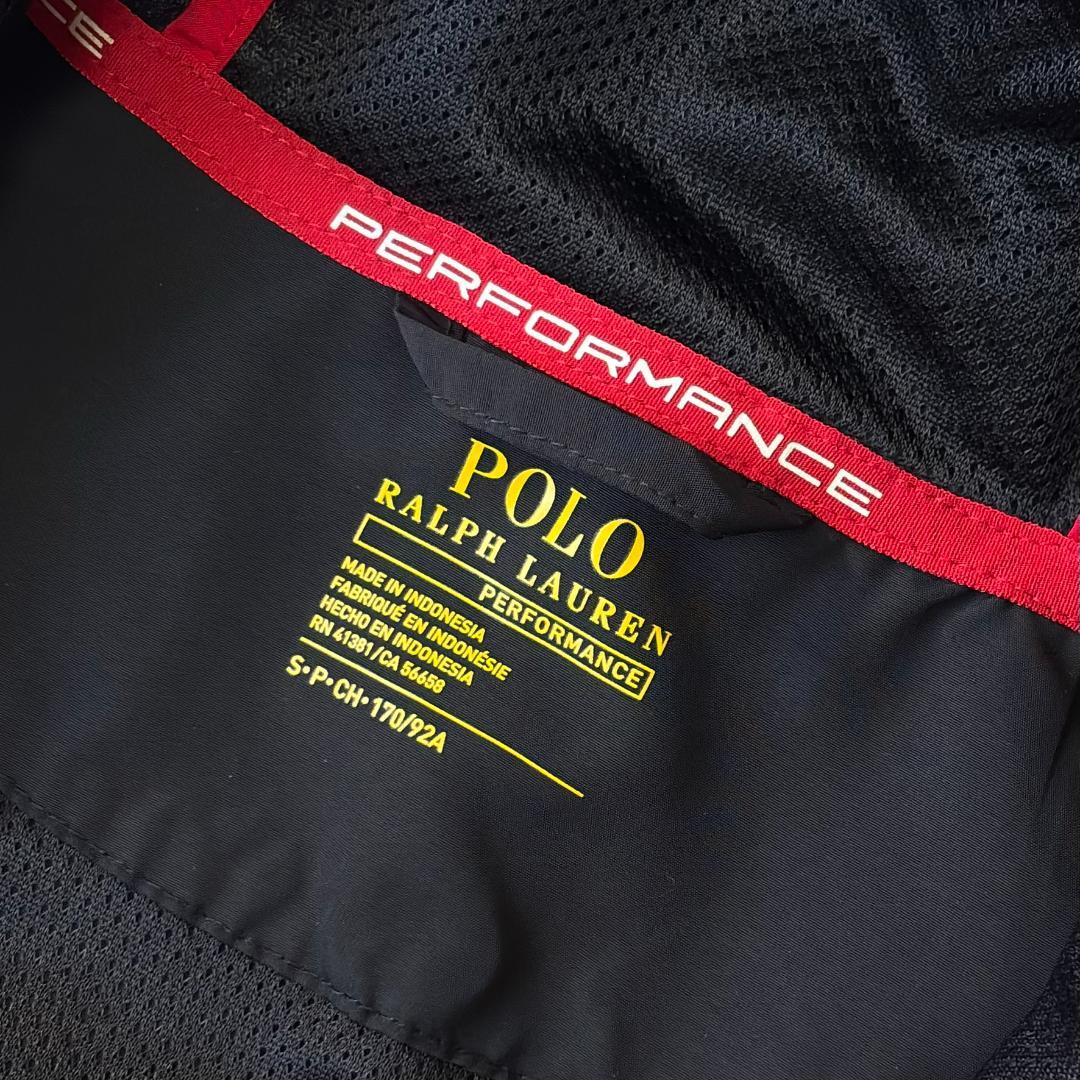 CE
PERFORMANCE
POLO
RALPH LAUREN
PERFORMANCE
MADE IN INDONESIA
FABRIQUÉ EN INDONÉSIE
HECHO EN INDONESIA
RN 41381/CA 56658
S•P•CH•170/92A